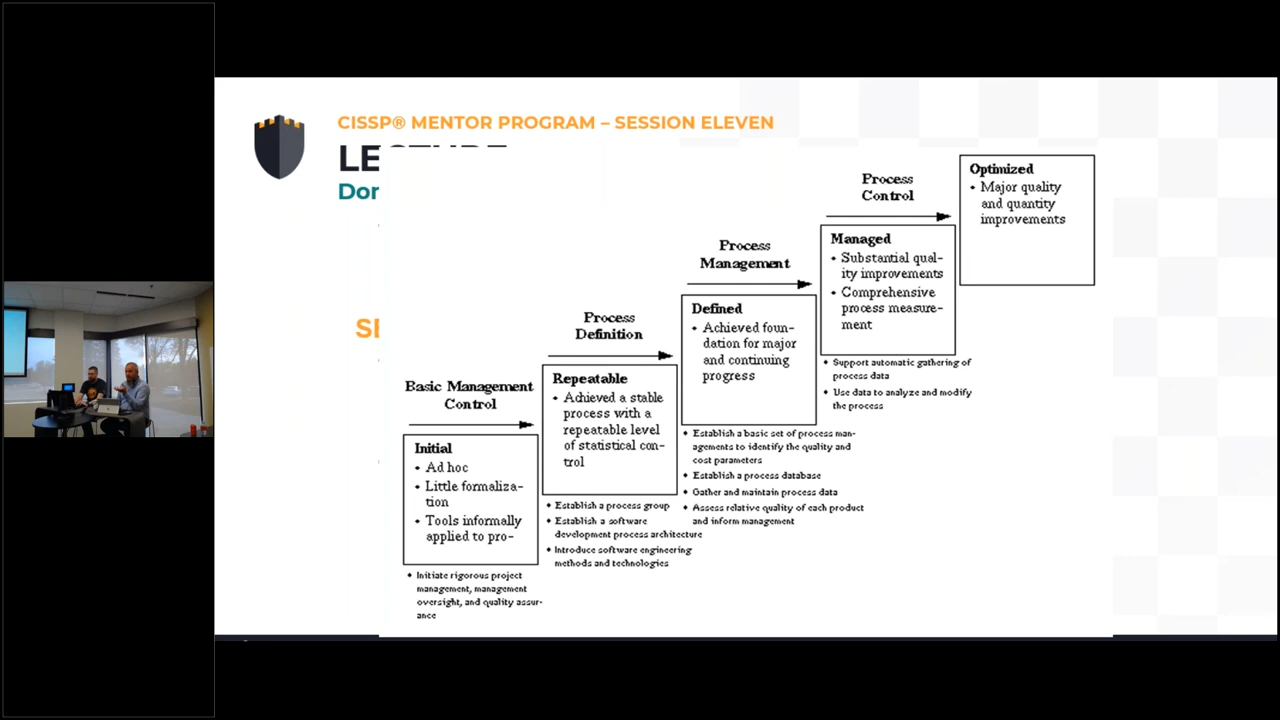 CISSP® MENTOR PROGRAM – SESSION ELEVEN
Process
Control
Optimized
• Major quality
and quantity
improvements
Process
Management
Managed
• Substantial qual-
ity improvements
• Comprehensive
process measure-
ment
• Support automatic gathering of
process data
• Use data to analyze and modify
the process
Process
Definition
Defined
• Achieved foun-
dation for major
and continuing
progress
• Establish a basic set of process man-
agements to identify the quality and
cost parameters
• Establish a process database
• Gather and maintain process data
• Assess relative quality of each product
and inform management
Basic Management
Control
Repeatable
• Achieved a stable
process with a
repeatable level
of statistical con-
trol
• Establish a process group
• Establish a software
development process architecture
• Introduce software engineering
methods and technologies
Initial
• Ad hoc
• Little formaliza-
tion
• Tools informally
applied to pro-
• Initiate rigorous project
management, management
oversight, and quality assur-
ance